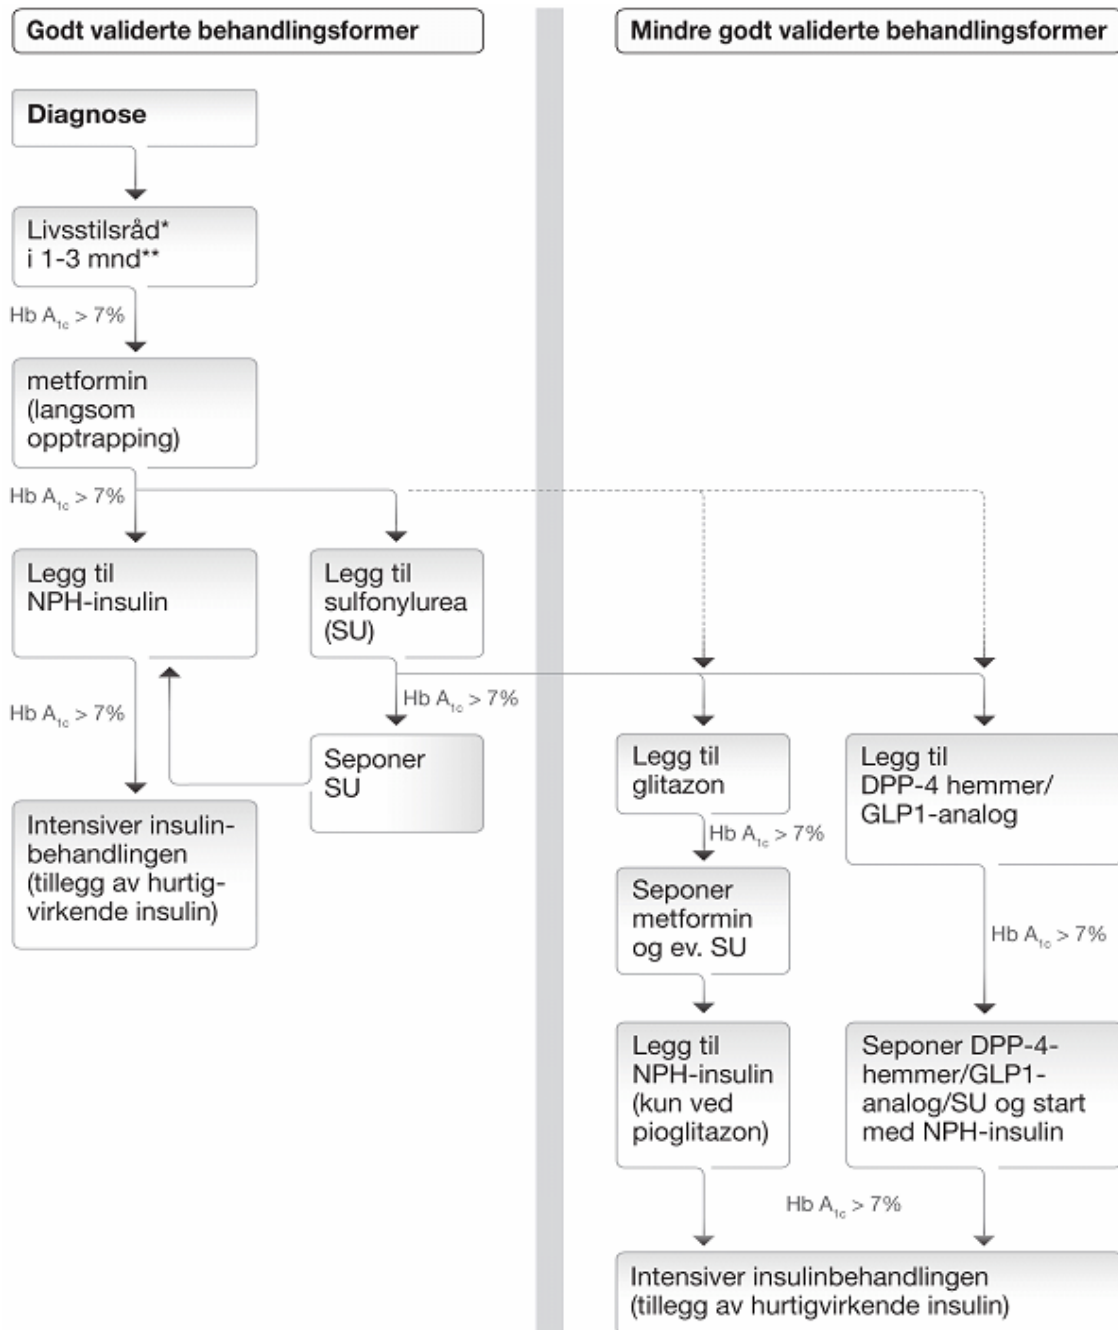 Godt validerte behandlingsformer
Mindre godt validerte behandlingsformer
Diagnose
Livsstilsråd*
i 1-3 mnd**
Hb A1c > 7%
metformin
(langsom
opptrapping)
Hb A1c > 7%
Legg til
NPH-insulin
Legg til
sulfonylurea
(SU)
Hb A1c > 7%
Hb A1c > 7%
Seponer
SU
Intensiver insulin-
behandlingen
(tillegg av hurtig-
virkende insulin)
Legg til
glitazon
Hb A1c > 7%
Seponer
metformin
og ev. SU
Legg til
NPH-insulin
(kun ved
pioglitazon)
Legg til
DPP-4 hemmer/
GLP1-analog
Hb A1c > 7%
Seponer DPP-4-
hemmer/GLP1-
analog/SU og start
med NPH-insulin
Hb A1c > 7%
Intensiver insulinbehandlingen
(tillegg av hurtigvirkende insulin)